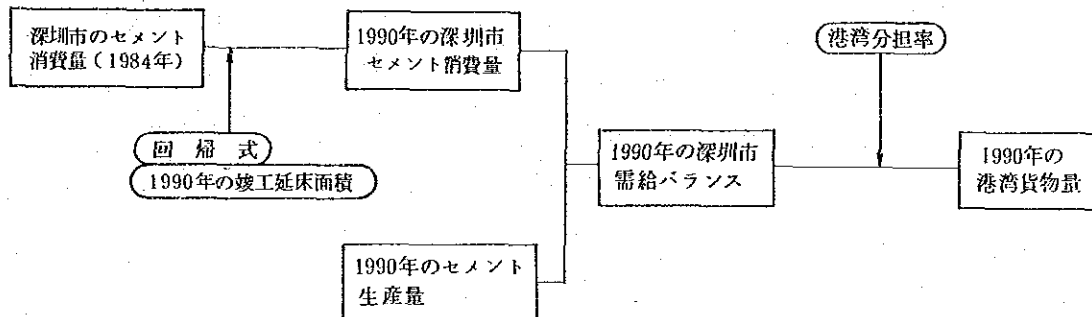 深圳市のセメント
消費量(1984年)
1990年の深圳市
セメント消費量
港湾分担率
回帰式
1990年の竣工延床面積
1990年の深圳市
需給バランス
1990年の
港湾貨物量
1990年のセメント
生産量